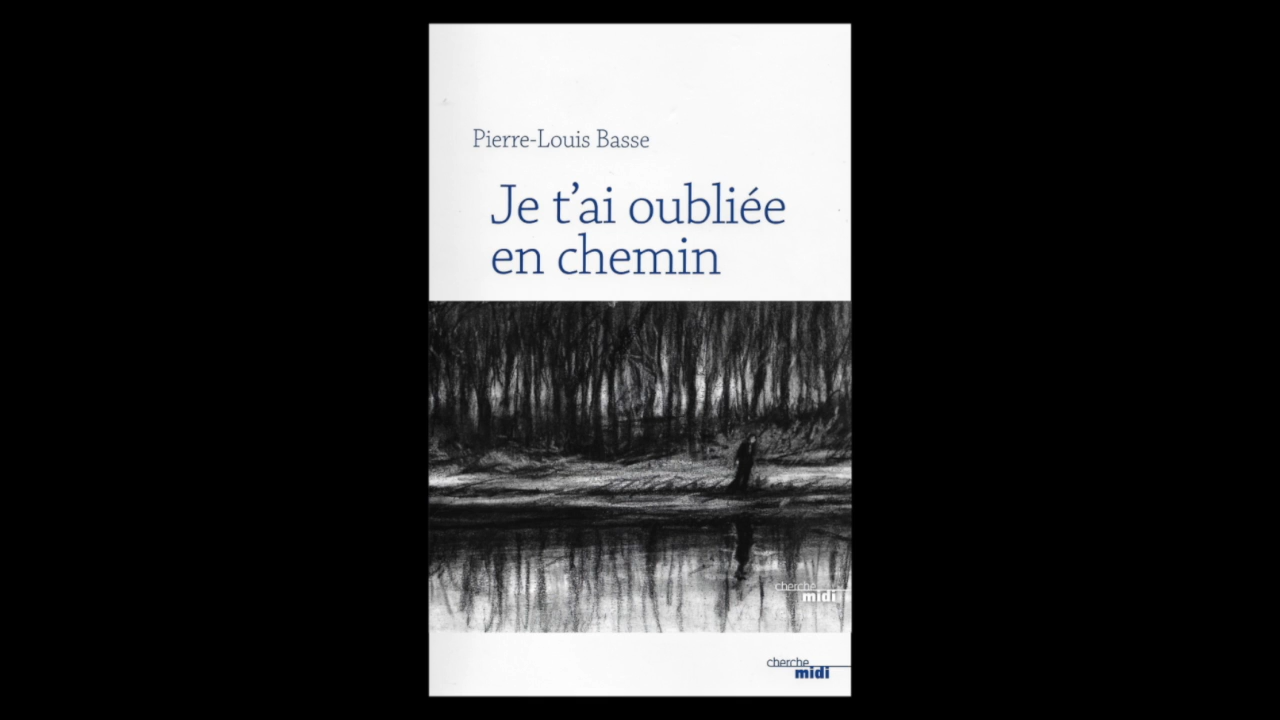 Pierre-Louis Basse
Je t’ai oubliée
en chemin
cherche
midi
cherche
midi